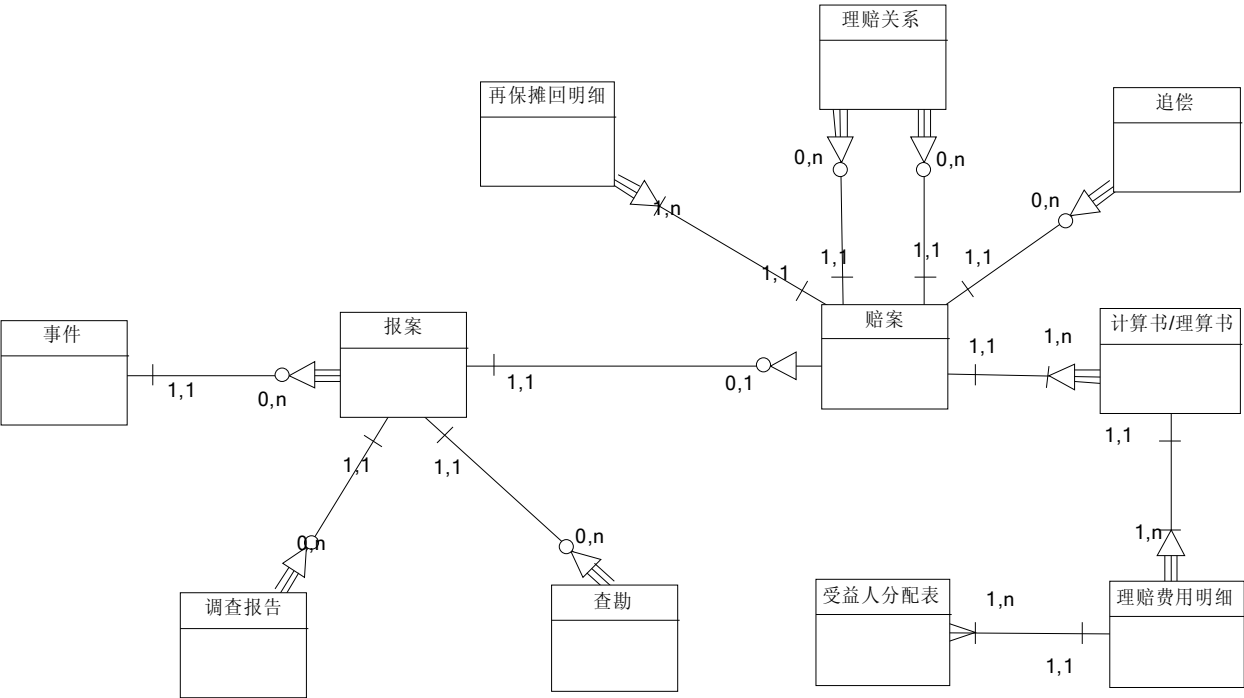 理赔关系
再保摊回明细
追偿
0,n
0,n
0,n
1,n
1,1
1,1
1,1
1,1
事件
报案
赔案
计算书/理算书
1,1
1,n
1,1
0,n
1,1
0,1
1,1
1,1
1,1
0,n
0,n
1,n
调查报告
查勘
受益人分配表
理赔费用明细
1,n
1,1